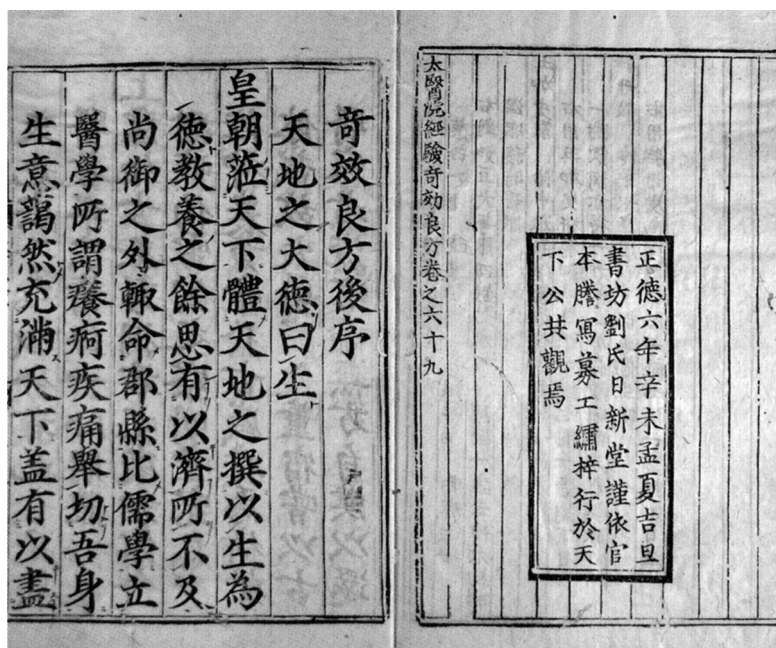 太醫院經驗奇効良方卷之六十九
正德六年辛未孟夏吉旦
書坊劉氏日新堂謹依官
本謄寫募工繡梓行於天
下公共觀焉
奇效良方後序
天地之大德曰生
皇朝蒞天下體天地之撰以生為
德教養之餘思有以濟所不及
尚御之外輒命郡縣比儒學立
醫學所謂癢疴疾痛舉切吾身
生意藹然充滿天下盖有以盡